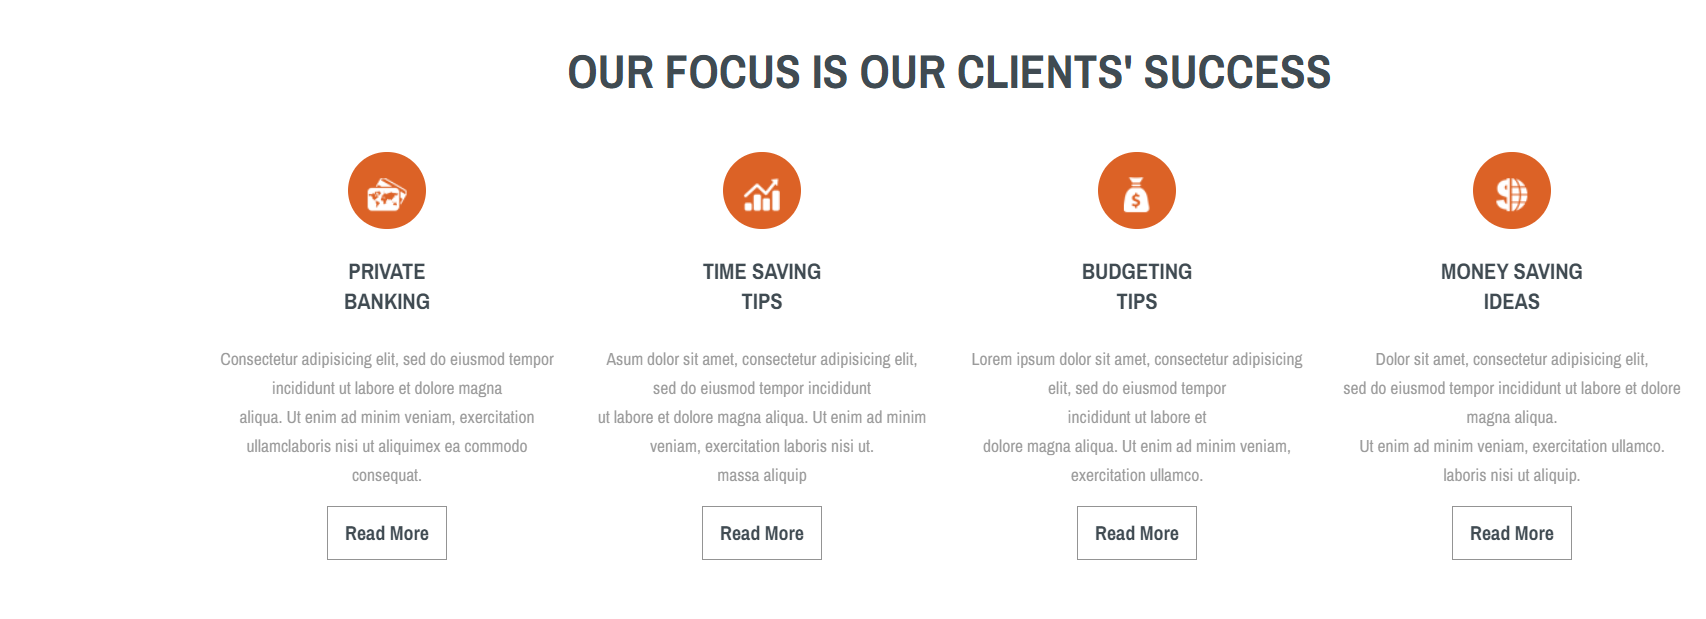 OUR FOCUS IS OUR CLIENTS' SUCCESS
PRIVATE
BANKING
Consectetur adipisicing elit, sed do eiusmod tempor
incididunt ut labore et dolore magna
aliqua. Ut enim ad minim veniam, exercitation
ullamclaboris nisi ut aliquimex ea commodo
consequat.
Read More
TIME SAVING
TIPS
Asum dolor sit amet, consectetur adipisicing elit,
sed do eiusmod tempor incididunt
ut labore et dolore magna aliqua. Ut enim ad minim
veniam, exercitation laboris nisi ut.
massa aliquip
Read More
$
BUDGETING
TIPS
Lorem ipsum dolor sit amet, consectetur adipisicing
elit, sed do eiusmod tempor
incididunt ut labore et
dolore magna aliqua. Ut enim ad minim veniam,
exercitation ullamco.
Read More
MONEY SAVING
IDEAS
Dolor sit amet, consectetur adipisicing elit,
sed do eiusmod tempor incididunt ut labore et dolore
magna aliqua.
Ut enim ad minim veniam, exercitation ullamco.
laboris nisi ut aliquip.
Read More